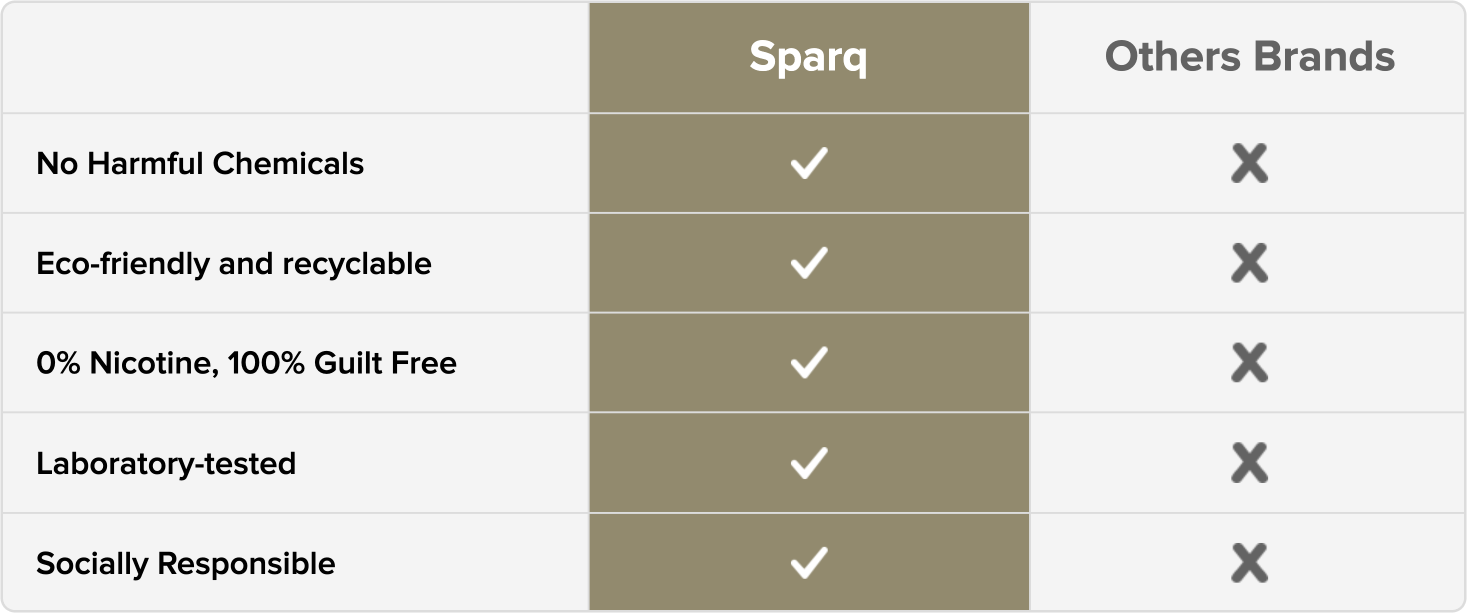 Sparq Others Brands
No Harmful Chemicals
Eco-friendly and recyclable
0% Nicotine, 100% Guilt Free
Laboratory-tested
Socially Responsible